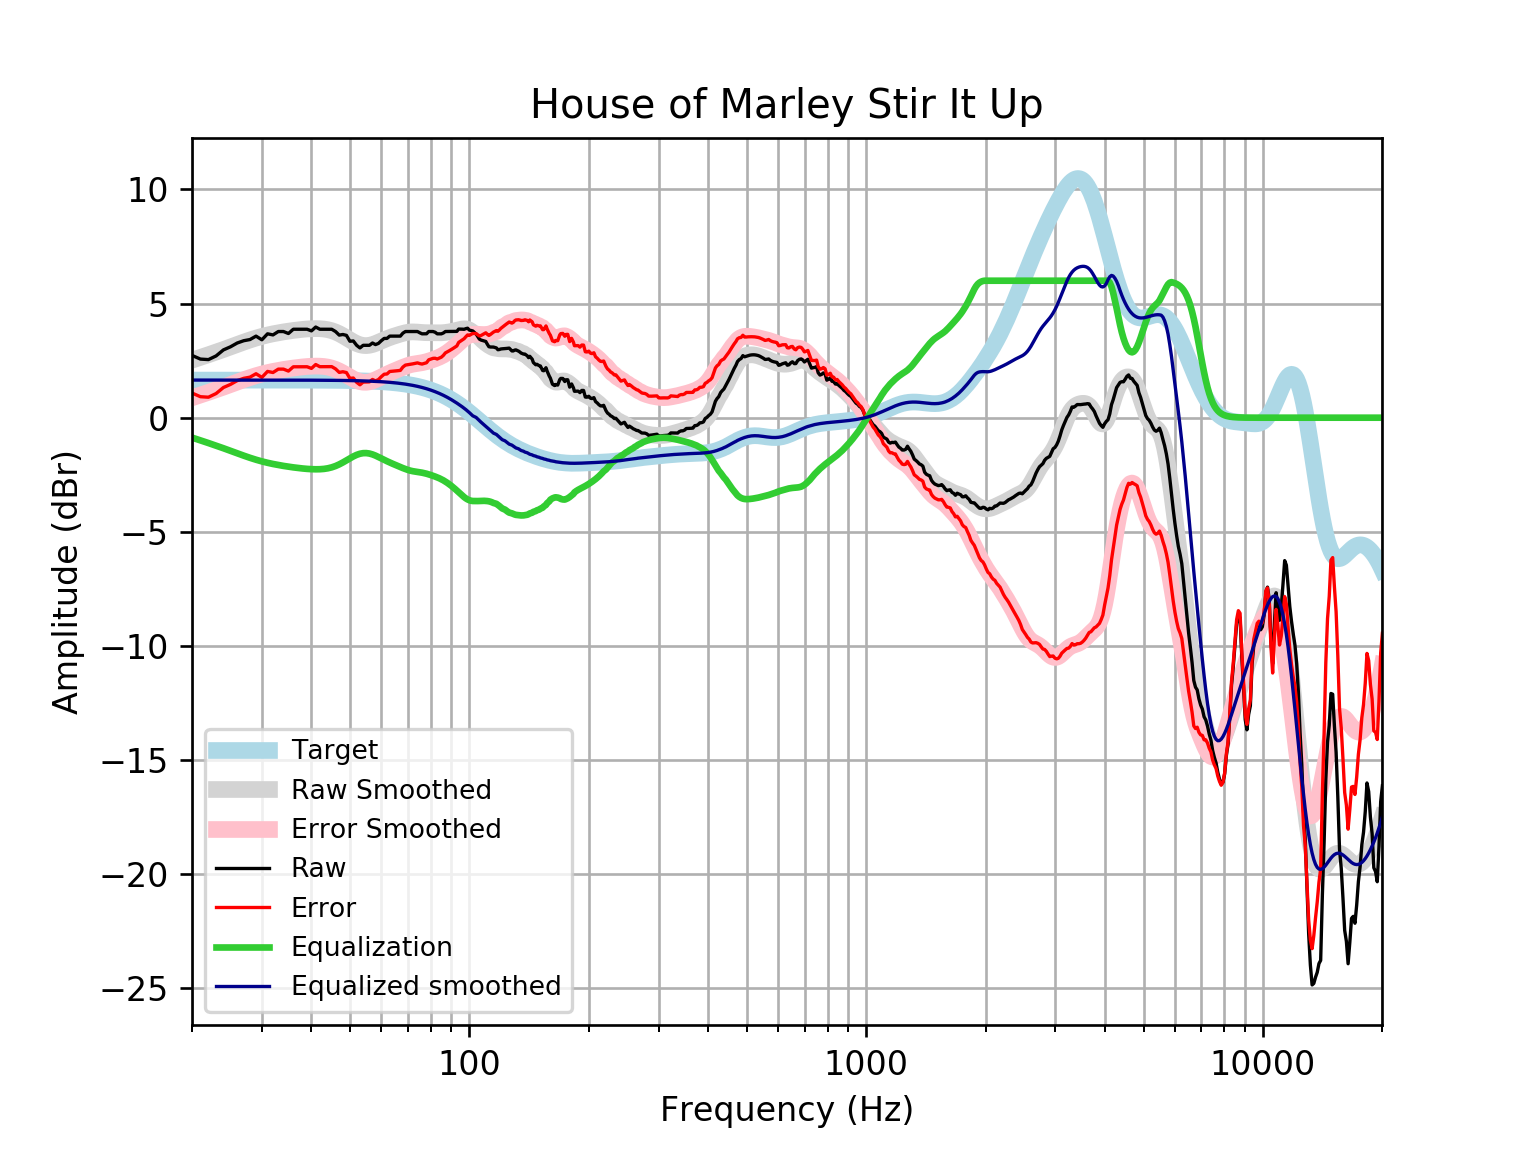 House of Marley Stir It Up
10
5
0
−5
−10
−15
−20
−25
Amplitude (dBr)
Target
Raw Smoothed
Error Smoothed
Raw
Error
Equalization
Equalized smoothed
100
1000
10000
Frequency (Hz)